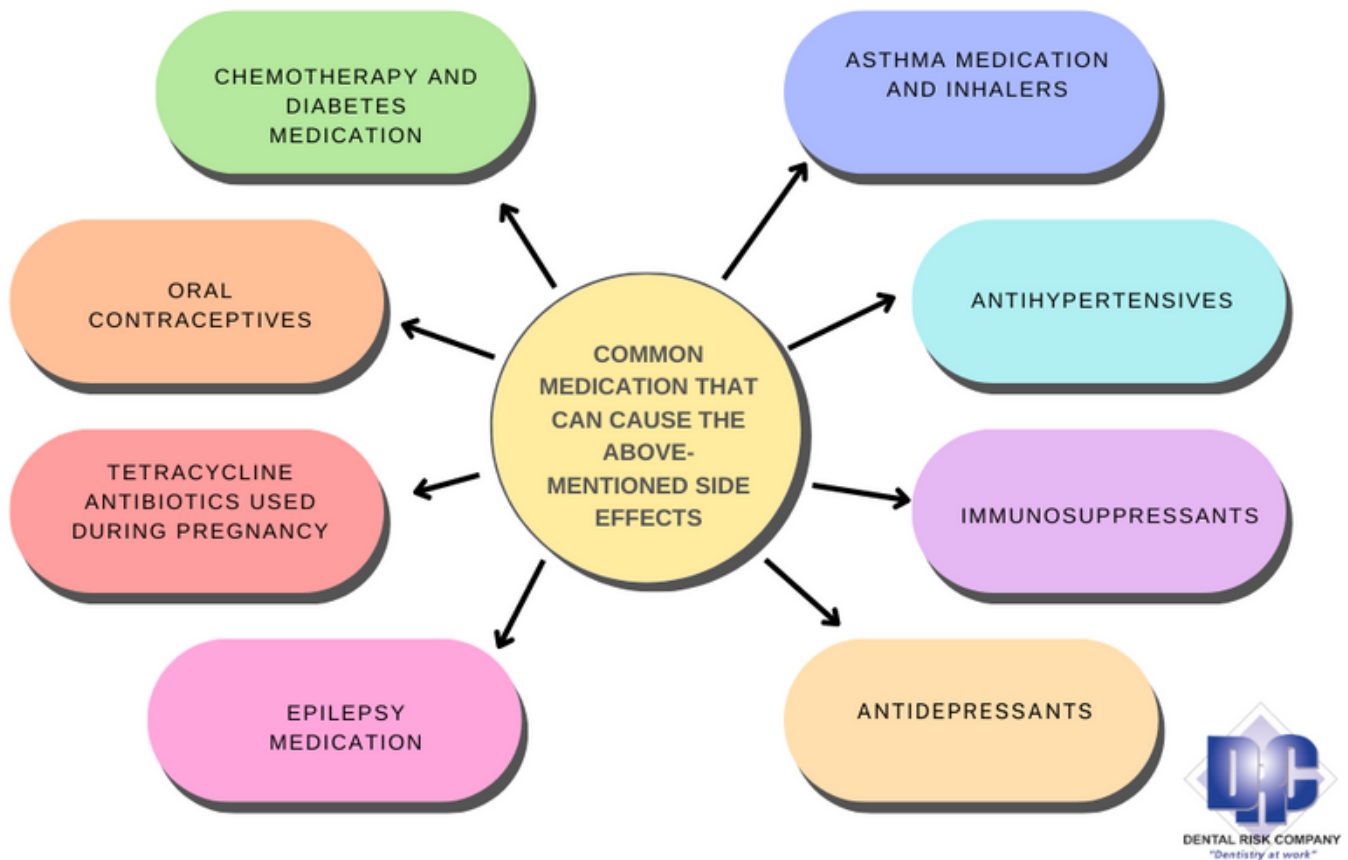 CHEMOTHERAPY AND
DIABETES
MEDICATION
ASTHMA MEDICATION
AND INHALERS
ORAL
CONTRACEPTIVES
ANTIHYPERTENSIVES
COMMON
MEDICATION THAT
CAN CAUSE THE
ABOVE-
MENTIONED SIDE
EFFECTS
TETRACYCLINE
ANTIBIOTICS USED
DURING PREGNANCY
IMMUNOSUPPRESSANTS
EPILEPSY
MEDICATION
ANTIDEPRESSANTS
DRC
DENTAL RISK COMPANY
"Dentistry at work"